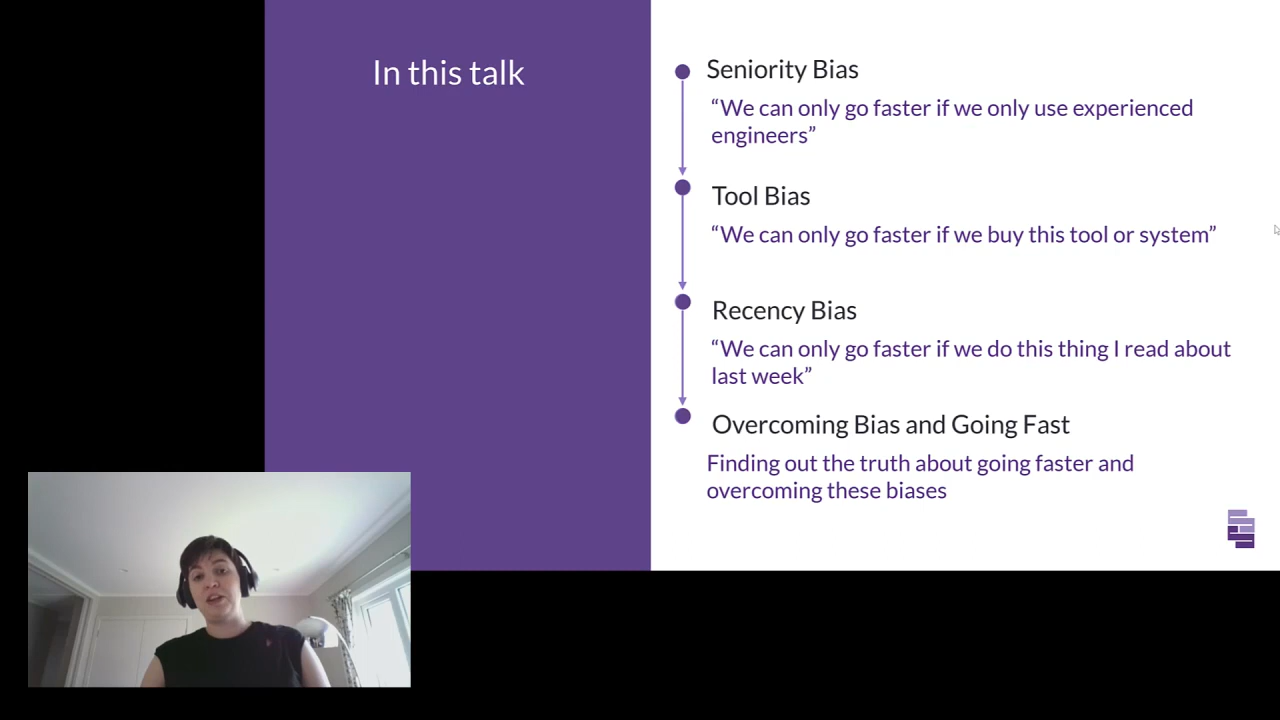 In this talk
Seniority Bias
“We can only go faster if we only use experienced
engineers”
Tool Bias
“We can only go faster if we buy this tool or system”
Recency Bias
“We can only go faster if we do this thing I read about
last week”
Overcoming Bias and Going Fast
Finding out the truth about going faster and
overcoming these biases